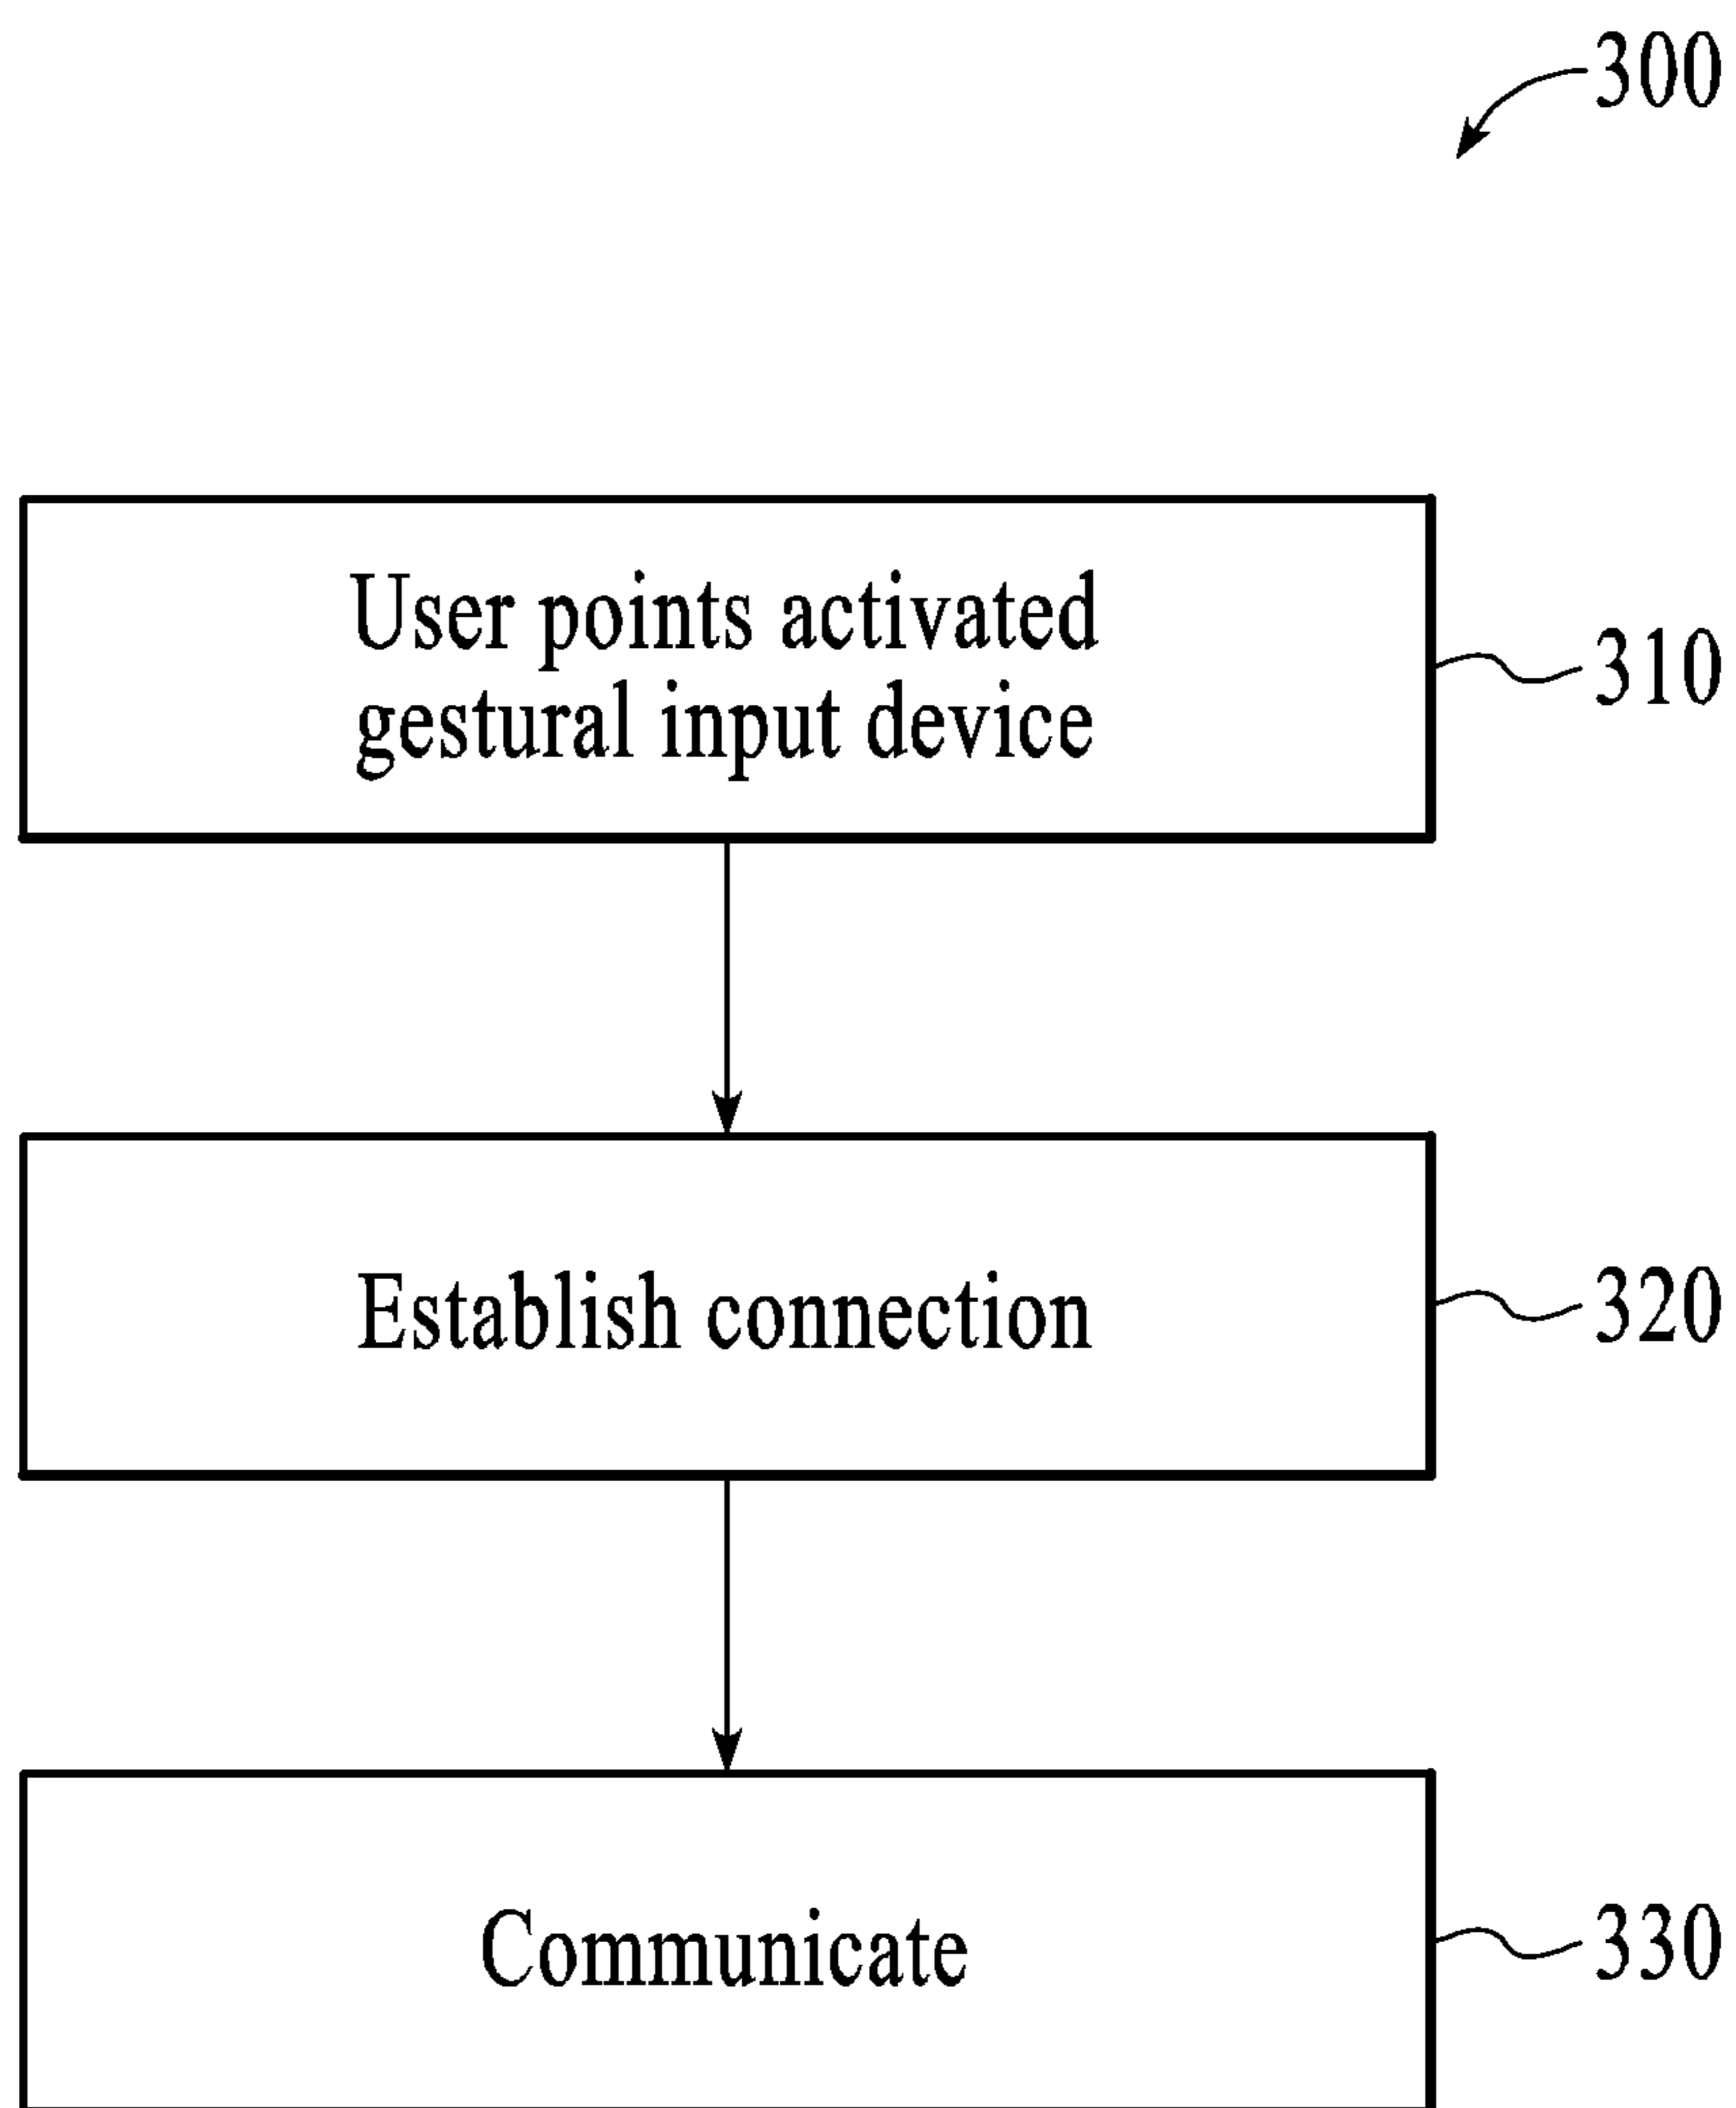 300
User points activated
gestural input device
310
Establish connection
320
Communicate
330